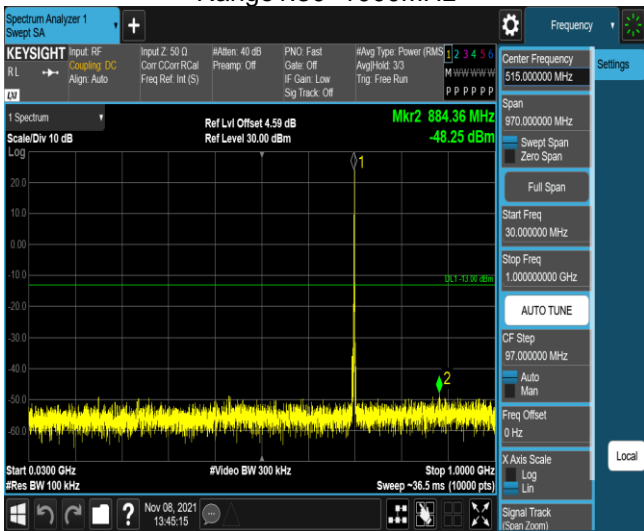 Range1.30~1000MHz
Spectrum Analyzer 1
Swept SA
Frequency
KEYSIGHT
RL
LXI
Input: RF
Coupling: DC
Align: Auto
Input Z: 50 Ω
Corr CCorr RCal
Freq Ref: Int (S)
#Atten: 40 dB
Preamp: Off
PNO: Fast
Gate: Off
IF Gain: Low
Sig Track: Off
#Avg Type: Power (RMS
Avg|Hold: 3/3
Trig: Free Run
1 2 3 4 5 6
M W W W W W
P P P P P P
Settings
Center Frequency
515.000000 MHz
Span
970.000000 MHz
Swept Span
Zero Span
Full Span
Start Freq
30.000000 MHz
Stop Freq
1.000000000 GHz
AUTO TUNE
CF Step
97.000000 MHz
Auto
Man
Freq Offset
0 Hz
X Axis Scale
Log
Lin
Signal Track
(Span Zoom)
Local
1 Spectrum
Scale/Div 10 dB
Ref Lvl Offset 4.59 dB
Ref Level 30.00 dBm
Mkr2 884.36 MHz
-48.25 dBm
Log
1
20.0
10.0
0.00
-10.0
DL1 -13.00 dBm
-20.0
-30.0
-40.0
2
-50.0
-60.0
Start 0.0300 GHz
#Video BW 300 kHz
Stop 1.0000 GHz
#Res BW 100 kHz
Sweep ~36.5 ms (10000 pts)
?
Nov 08, 2021
13:45:15